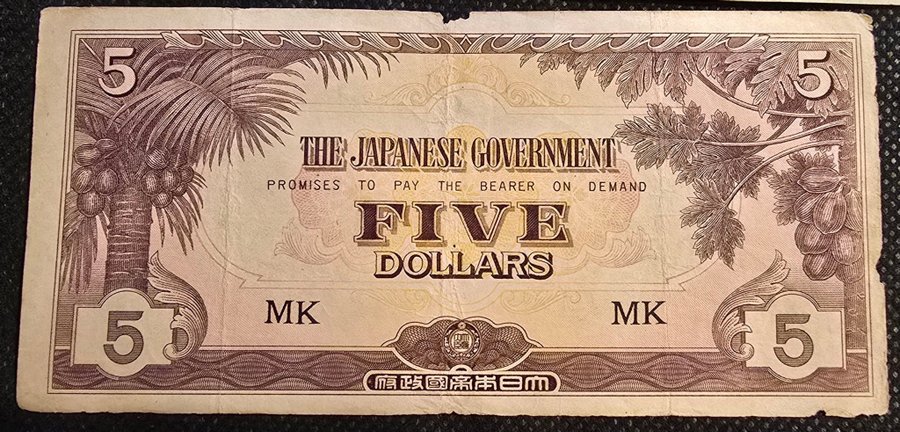 5 5
THE JAPANESE GOVERNMENT
PROMISES TO PAY THE BEARER ON DEMAND
FIVE
DOLLARS
MK MK
5 5
府政國帝本日大